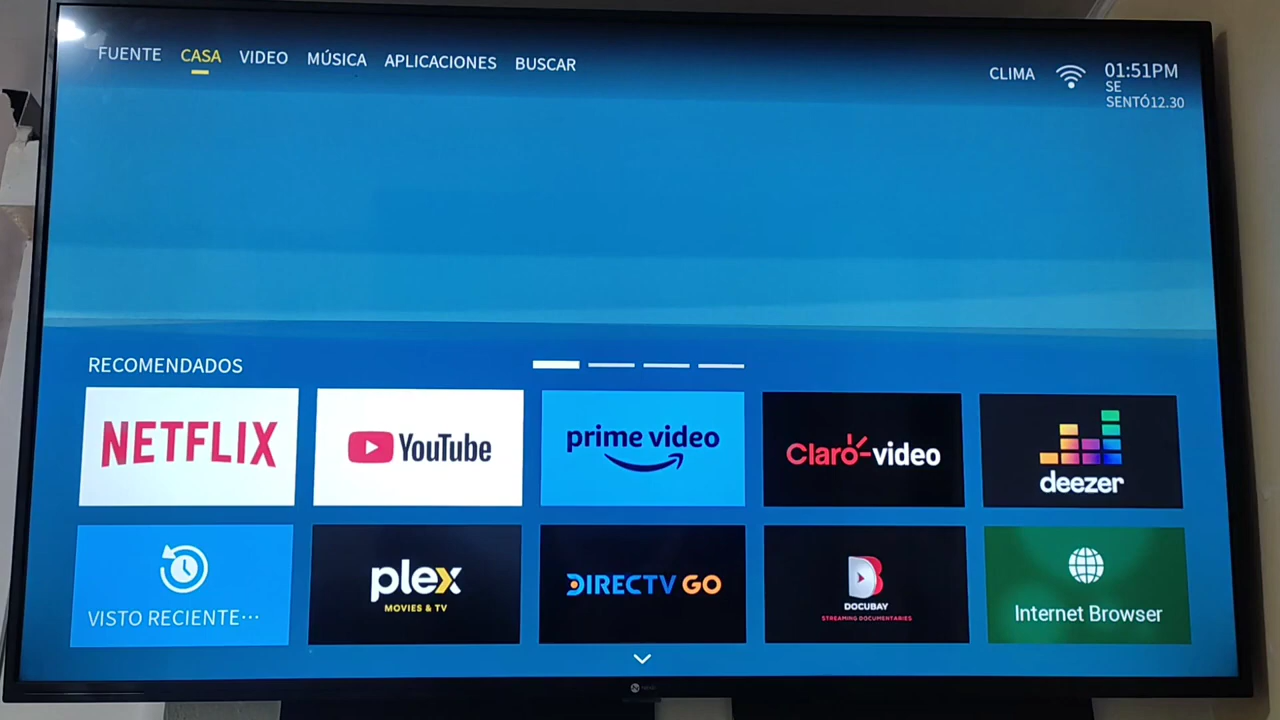 FUENTE CASA VIDEO MÚSICA APLICACIONES BUSCAR
CLIMA 01:51PM
SE
SENTÓ12.30
RECOMENDADOS
NETFLIX
YouTube
prime video
Claro-video
deezer
VISTO RECIENTE···
plex
MOVIES & TV
DIRECTV GO
DOCUBAY
STREAMING DOCUMENTARIES
Internet Browser